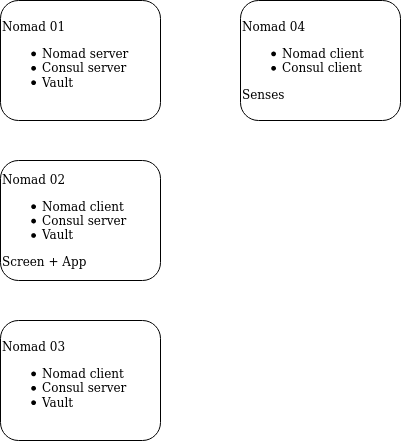 Nomad 01
• Nomad server
• Consul server
• Vault
Nomad 04
• Nomad client
• Consul client
Senses
Nomad 02
• Nomad client
• Consul server
• Vault
Screen + App
Nomad 03
• Nomad client
• Consul server
• Vault